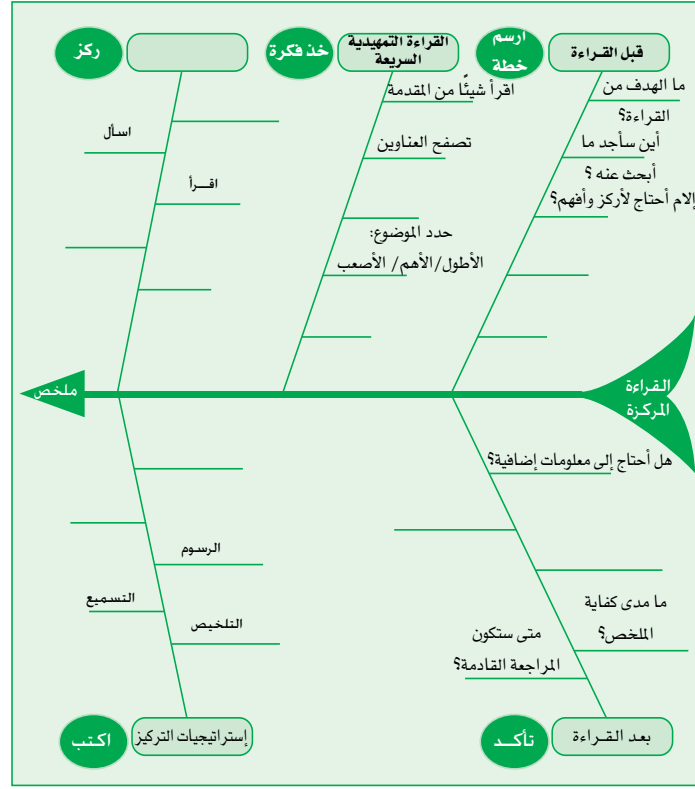 قبل القراءة
ارسم
خطة
ما الهدف من
القراءة؟
أين سأجد ما
أبحث عنه ؟
إلام أحتاج لأركز وأفهم؟
القراءة التمهيدية
السريعة
خذ فكرة
اقرأ شيئًا من المقدمة
تصفح العناوين
حدد الموضوع:
الأطول/الأهم/ الأصعب
ركز
اسأل
اقــرأ
القراءة
المركزة
ملخص
هل أحتاج إلى معلومات إضافية؟
ما مدى كفاية
الملخص؟
متى ستكون
المراجعة القادمة؟
بعد القــراءة
تأكــد
الرسوم
التسميع
التلخيص
إستراتيجيات التركيز
اكـتب